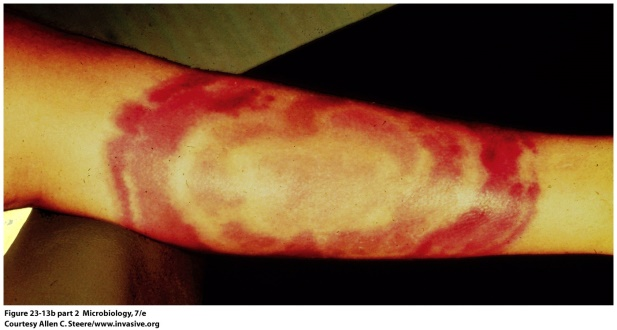 Figure 23-13b part 2 Microbiology, 7/e
Courtesy Allen C. Steere/www.invasive.org